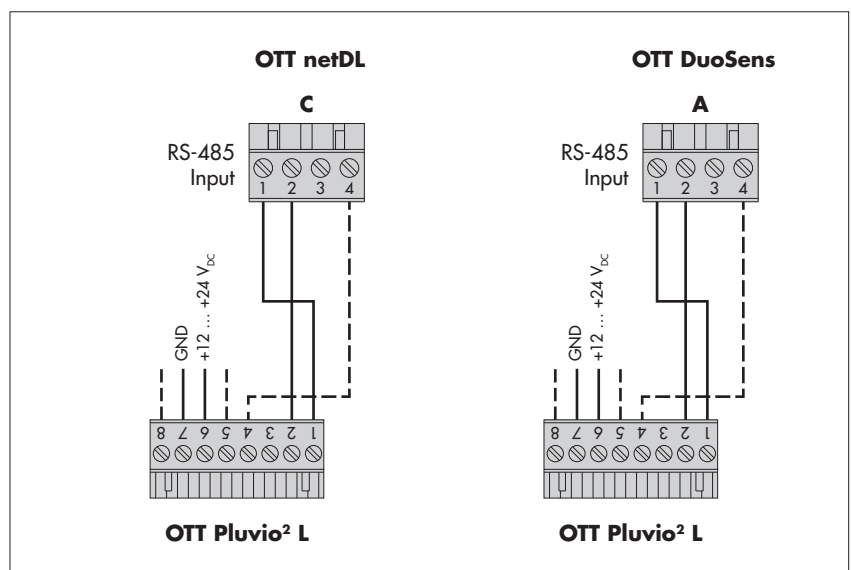 OTT netDL
C
RS-485
Input
1 2 3 4
GND
+12 … +24 VDC
8 7 6 5 4 3 2 1
OTT Pluvio² L
OTT DuoSens
A
RS-485
Input
1 2 3 4
GND
+12 … +24 VDC
8 7 6 5 4 3 2 1
OTT Pluvio² L